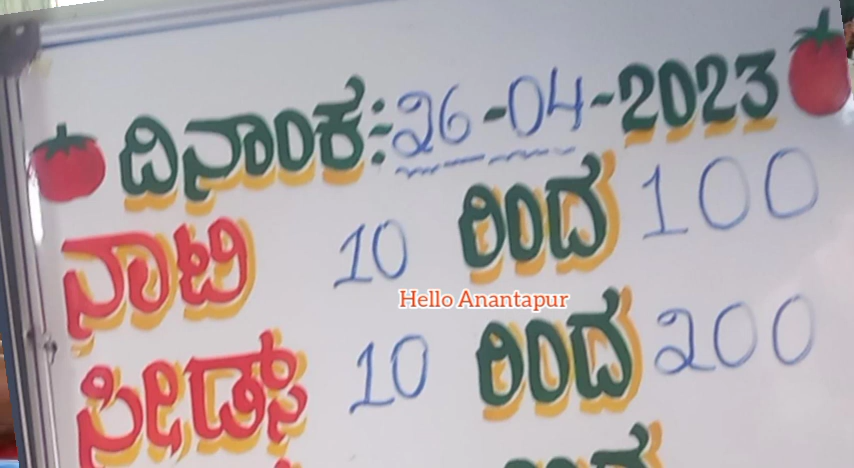 ದಿನಾಂಕ:-26-04-2023
ನಾಟಿ 10 ರಿಂದ 100
Hello Anantapur
ಸೀಡ್ಸ್ 10 ರಿಂದ 200